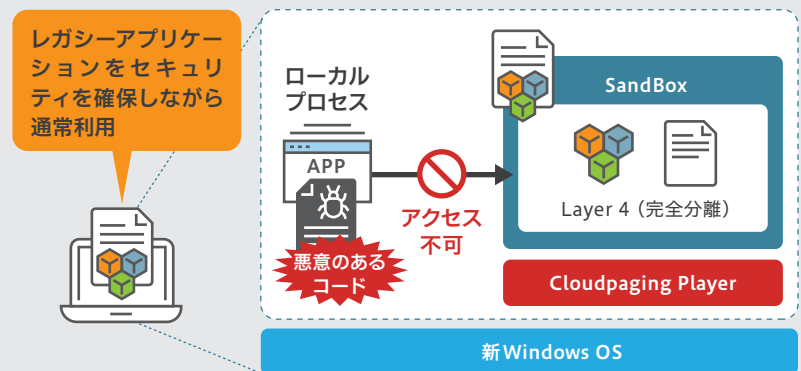 レガシーアプリケー
ションをセキュリ
ティを確保しながら
通常利用
ローカル
プロセス
APP
悪意のある
コード
アクセス
不可
SandBox
Layer 4（完全分離）
Cloudpaging Player
新Windows OS